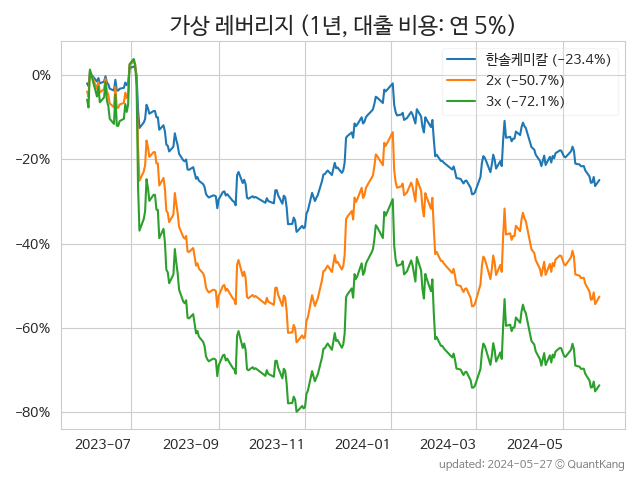 가상 레버리지 (1년, 대출 비용: 연 5%)
한솔케미칼 (−23.4%)
2x (−50.7%)
3x (−72.1%)
0%
−20%
−40%
−60%
−80%
2023-07
2023-09
2023-11
2024-01
2024-03
2024-05
updated: 2024-05-27 © QuantKang